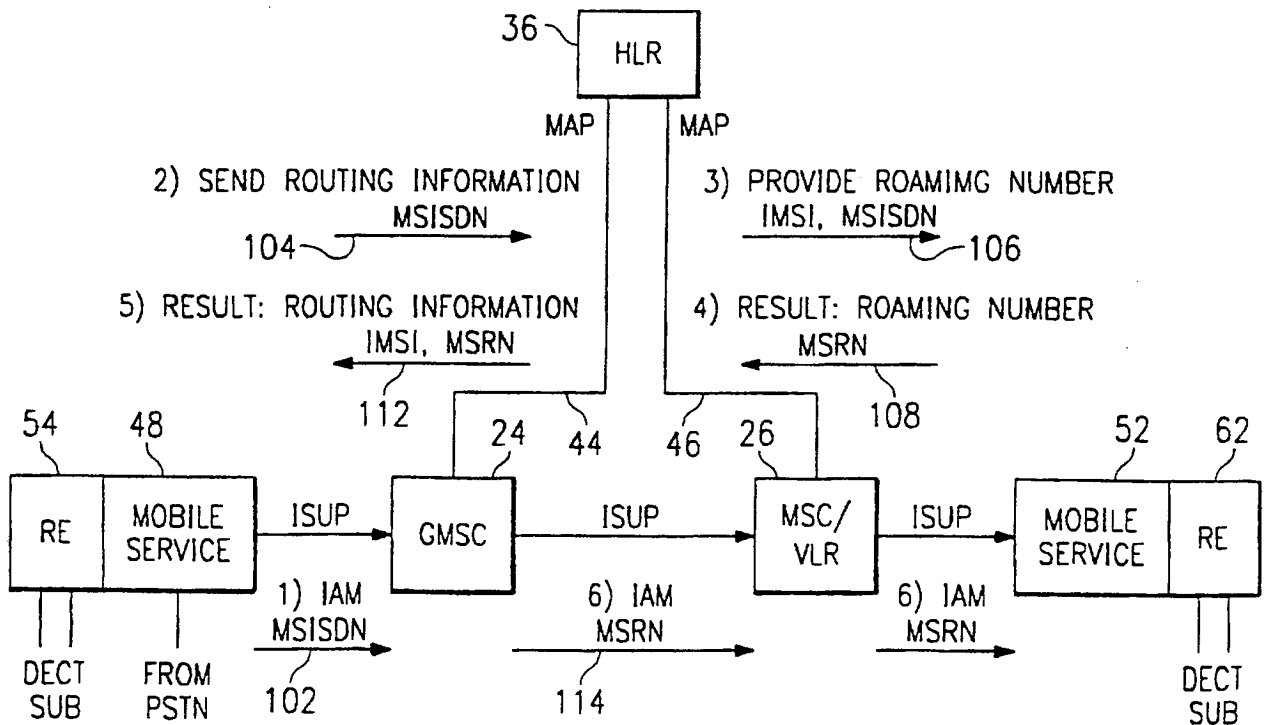 36
HLR
MAP
MAP
2) SEND ROUTING INFORMATION
MSISDN
104
3) PROVIDE ROAMIMG NUMBER
IMSI, MSISDN
106
5) RESULT: ROUTING INFORMATION
IMSI, MSRN
112
4) RESULT: ROAMING NUMBER
MSRN
108
44
46
54
48
24
26
52
62
RE
MOBILE
SERVICE
ISUP
GMSC
ISUP
MSC/
VLR
ISUP
MOBILE
SERVICE
RE
1) IAM
MSISDN
102
6) IAM
MSRN
114
6) IAM
MSRN
DECT
SUB
FROM
PSTN
DECT
SUB